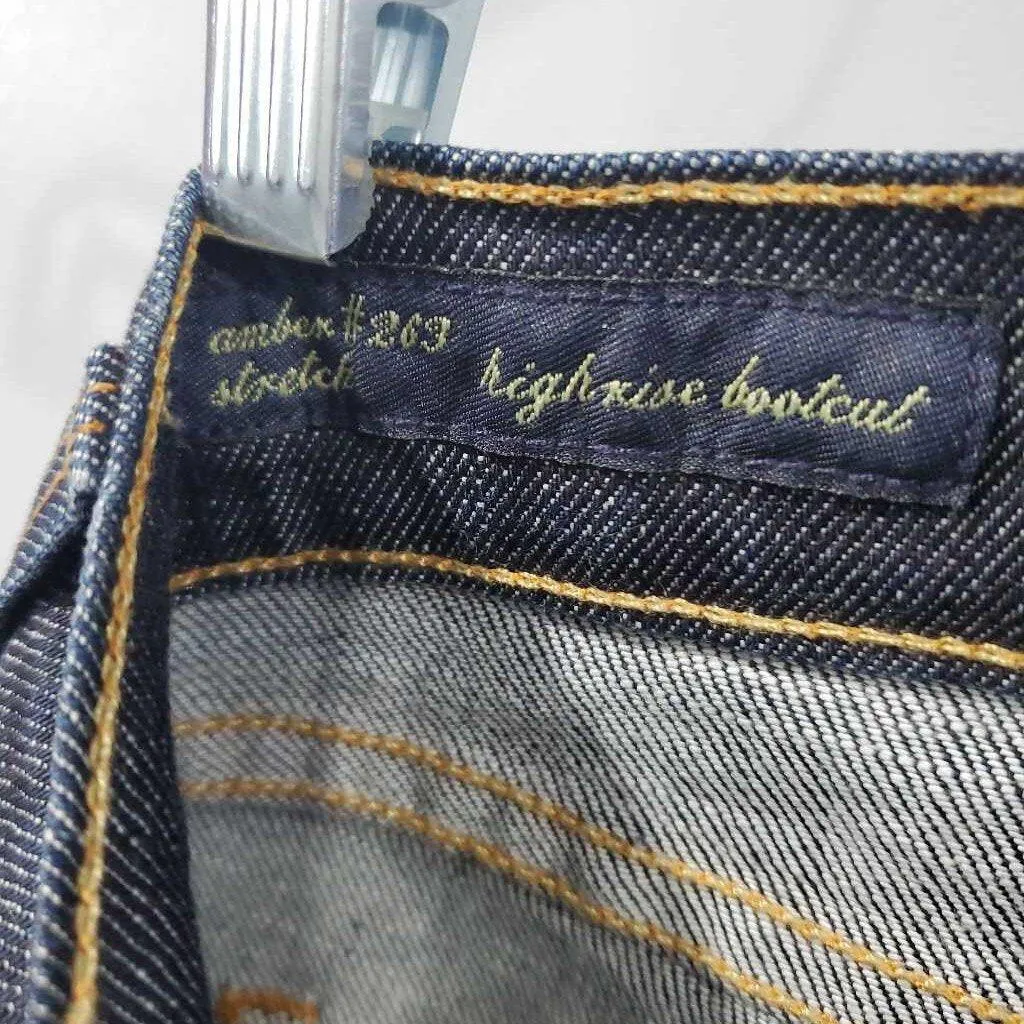 amber #263
stretch
highrise bootcut